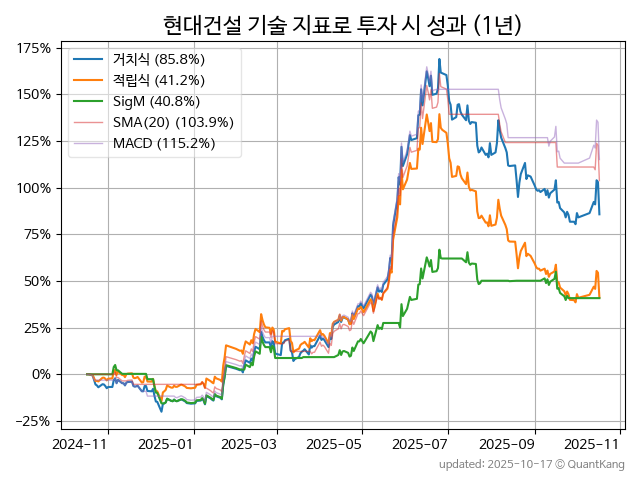 현대건설 기술 지표로 투자 시 성과 (1년)
거치식 (85.8%)
적립식 (41.2%)
SigM (40.8%)
SMA(20) (103.9%)
MACD (115.2%)
175%
150%
125%
100%
75%
50%
25%
0%
−25%
2024-11 2025-01 2025-03 2025-05 2025-07 2025-09 2025-11
updated: 2025-10-17 © QuantKang